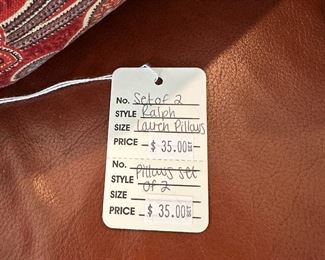 No. Set of 2
STYLE Ralph
SIZE Lauren Pillows
PRICE $ 35.00
No. Pillows set
STYLE of 2
SIZE
PRICE $ 35.00